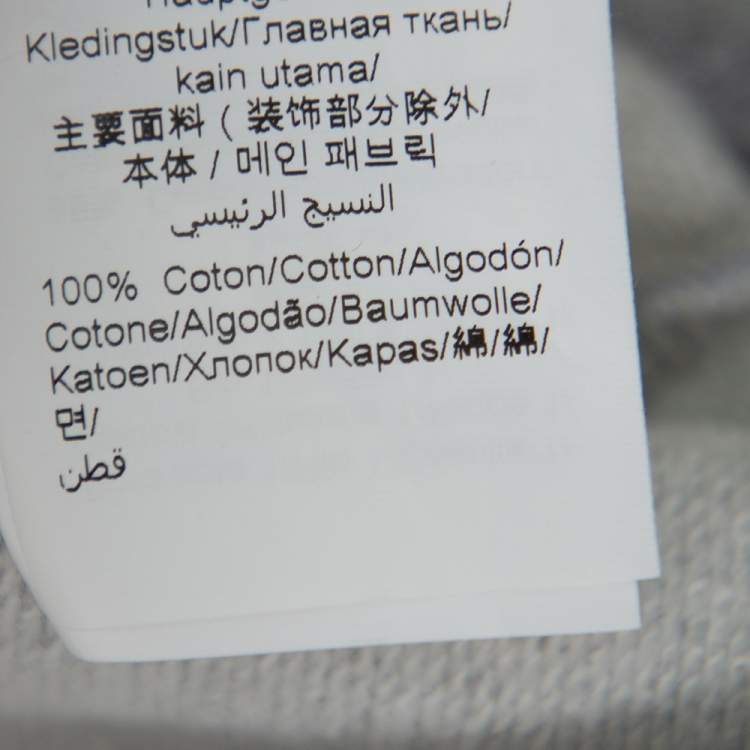 Kledingstuk/Главная ткань/
kain utama/
主要面料 ( 装饰部分除外/
本体 / 메인 패브릭
النسيج الرئيسي
100% Coton/Cotton/Algodón/
Cotone/Algodão/Baumwolle/
Katoen/Хлопок/Kapas/綿/綿/
면/
قطن